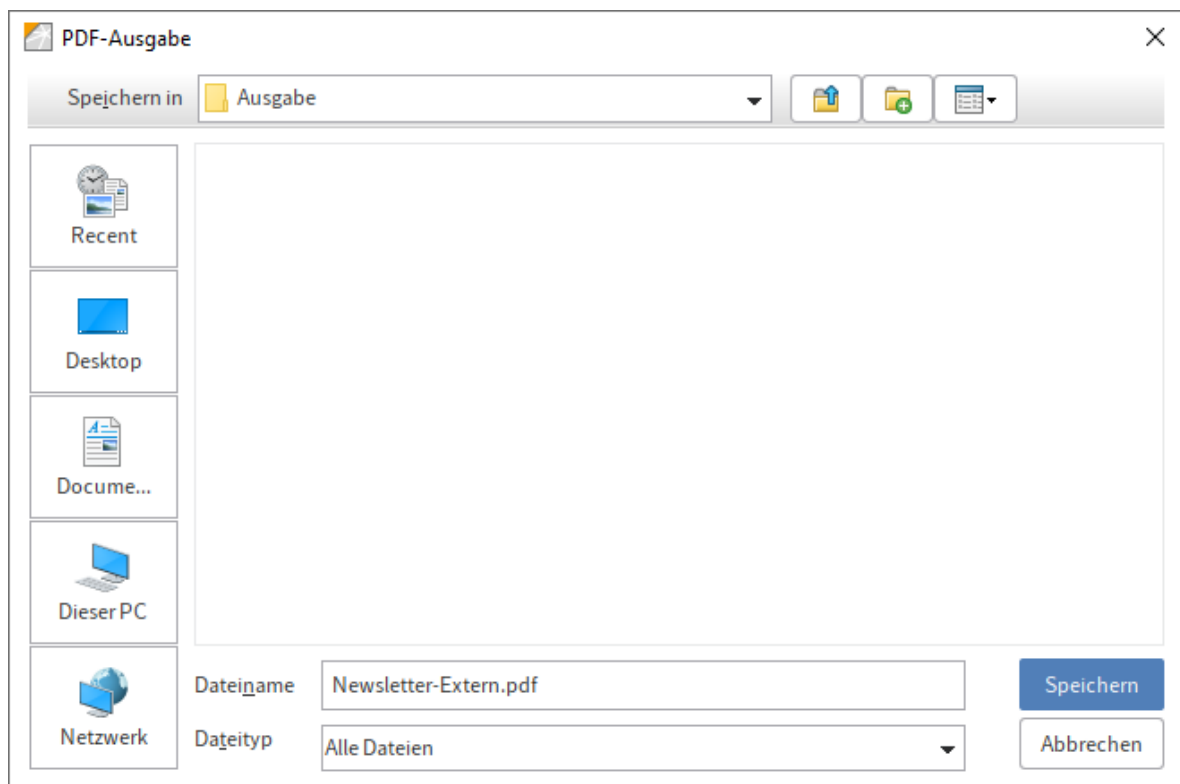 PDF-Ausgabe
Speichern in
Ausgabe
Recent
Desktop
Docume...
Dieser PC
Netzwerk
Dateiname
Newsletter-Extern.pdf
Speichern
Dateityp
Alle Dateien
Abbrechen